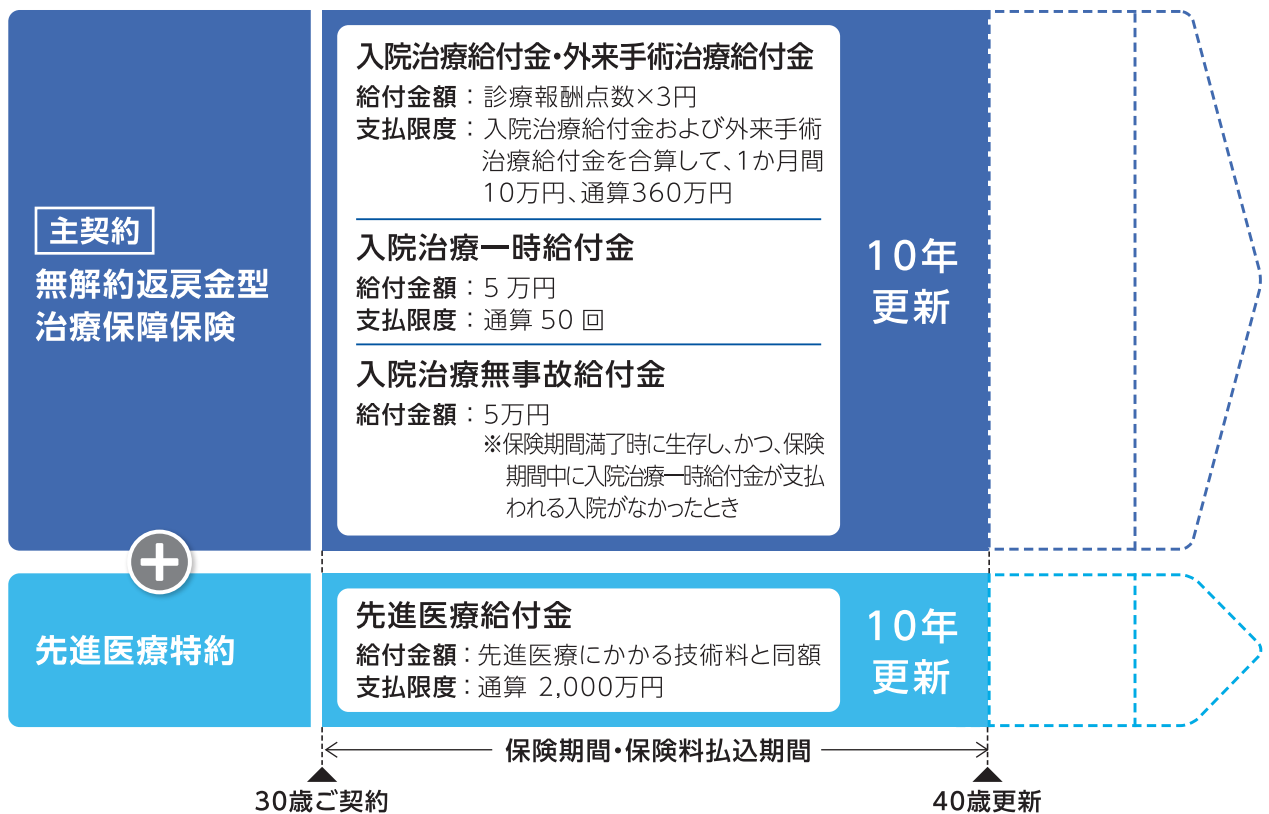 主契約
無解約返戻金型
治療保障保険
入院治療給付金・外来手術治療給付金
給付金額：診療報酬点数×3円
支払限度：入院治療給付金および外来手術
治療給付金を合算して、1か月間
10万円、通算360万円
入院治療一時給付金
給付金額：5 万円
支払限度：通算 50 回
入院治療無事故給付金
給付金額：5万円
※保険期間満了時に生存し、かつ、保険
期間中に入院治療一時給付金が支払
われる入院がなかったとき
10年
更新
先進医療特約
先進医療給付金
給付金額：先進医療にかかる技術料と同額
支払限度：通算 2,000万円
10年
更新
保険期間・保険料払込期間
30歳ご契約
40歳更新